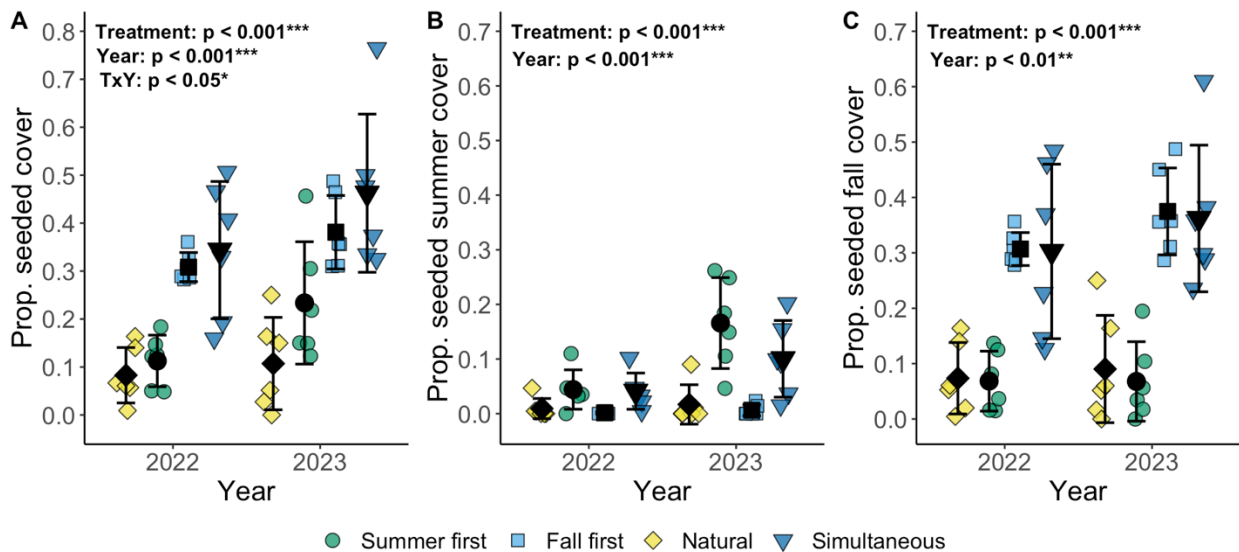 A
Treatment: p < 0.001***
Year: p < 0.001***
TxY: p < 0.05*
Prop. seeded cover
0.8
0.7
0.6
0.5
0.4
0.3
0.2
0.1
0.0
2022 2023
Year
B
Treatment: p < 0.001***
Year: p < 0.001***
Prop. seeded summer cover
0.7
0.6
0.5
0.4
0.3
0.2
0.1
0.0
2022 2023
Year
C
Treatment: p < 0.001***
Year: p < 0.01**
Prop. seeded fall cover
0.7
0.6
0.5
0.4
0.3
0.2
0.1
0.0
2022 2023
Year
Summer first Fall first Natural Simultaneous